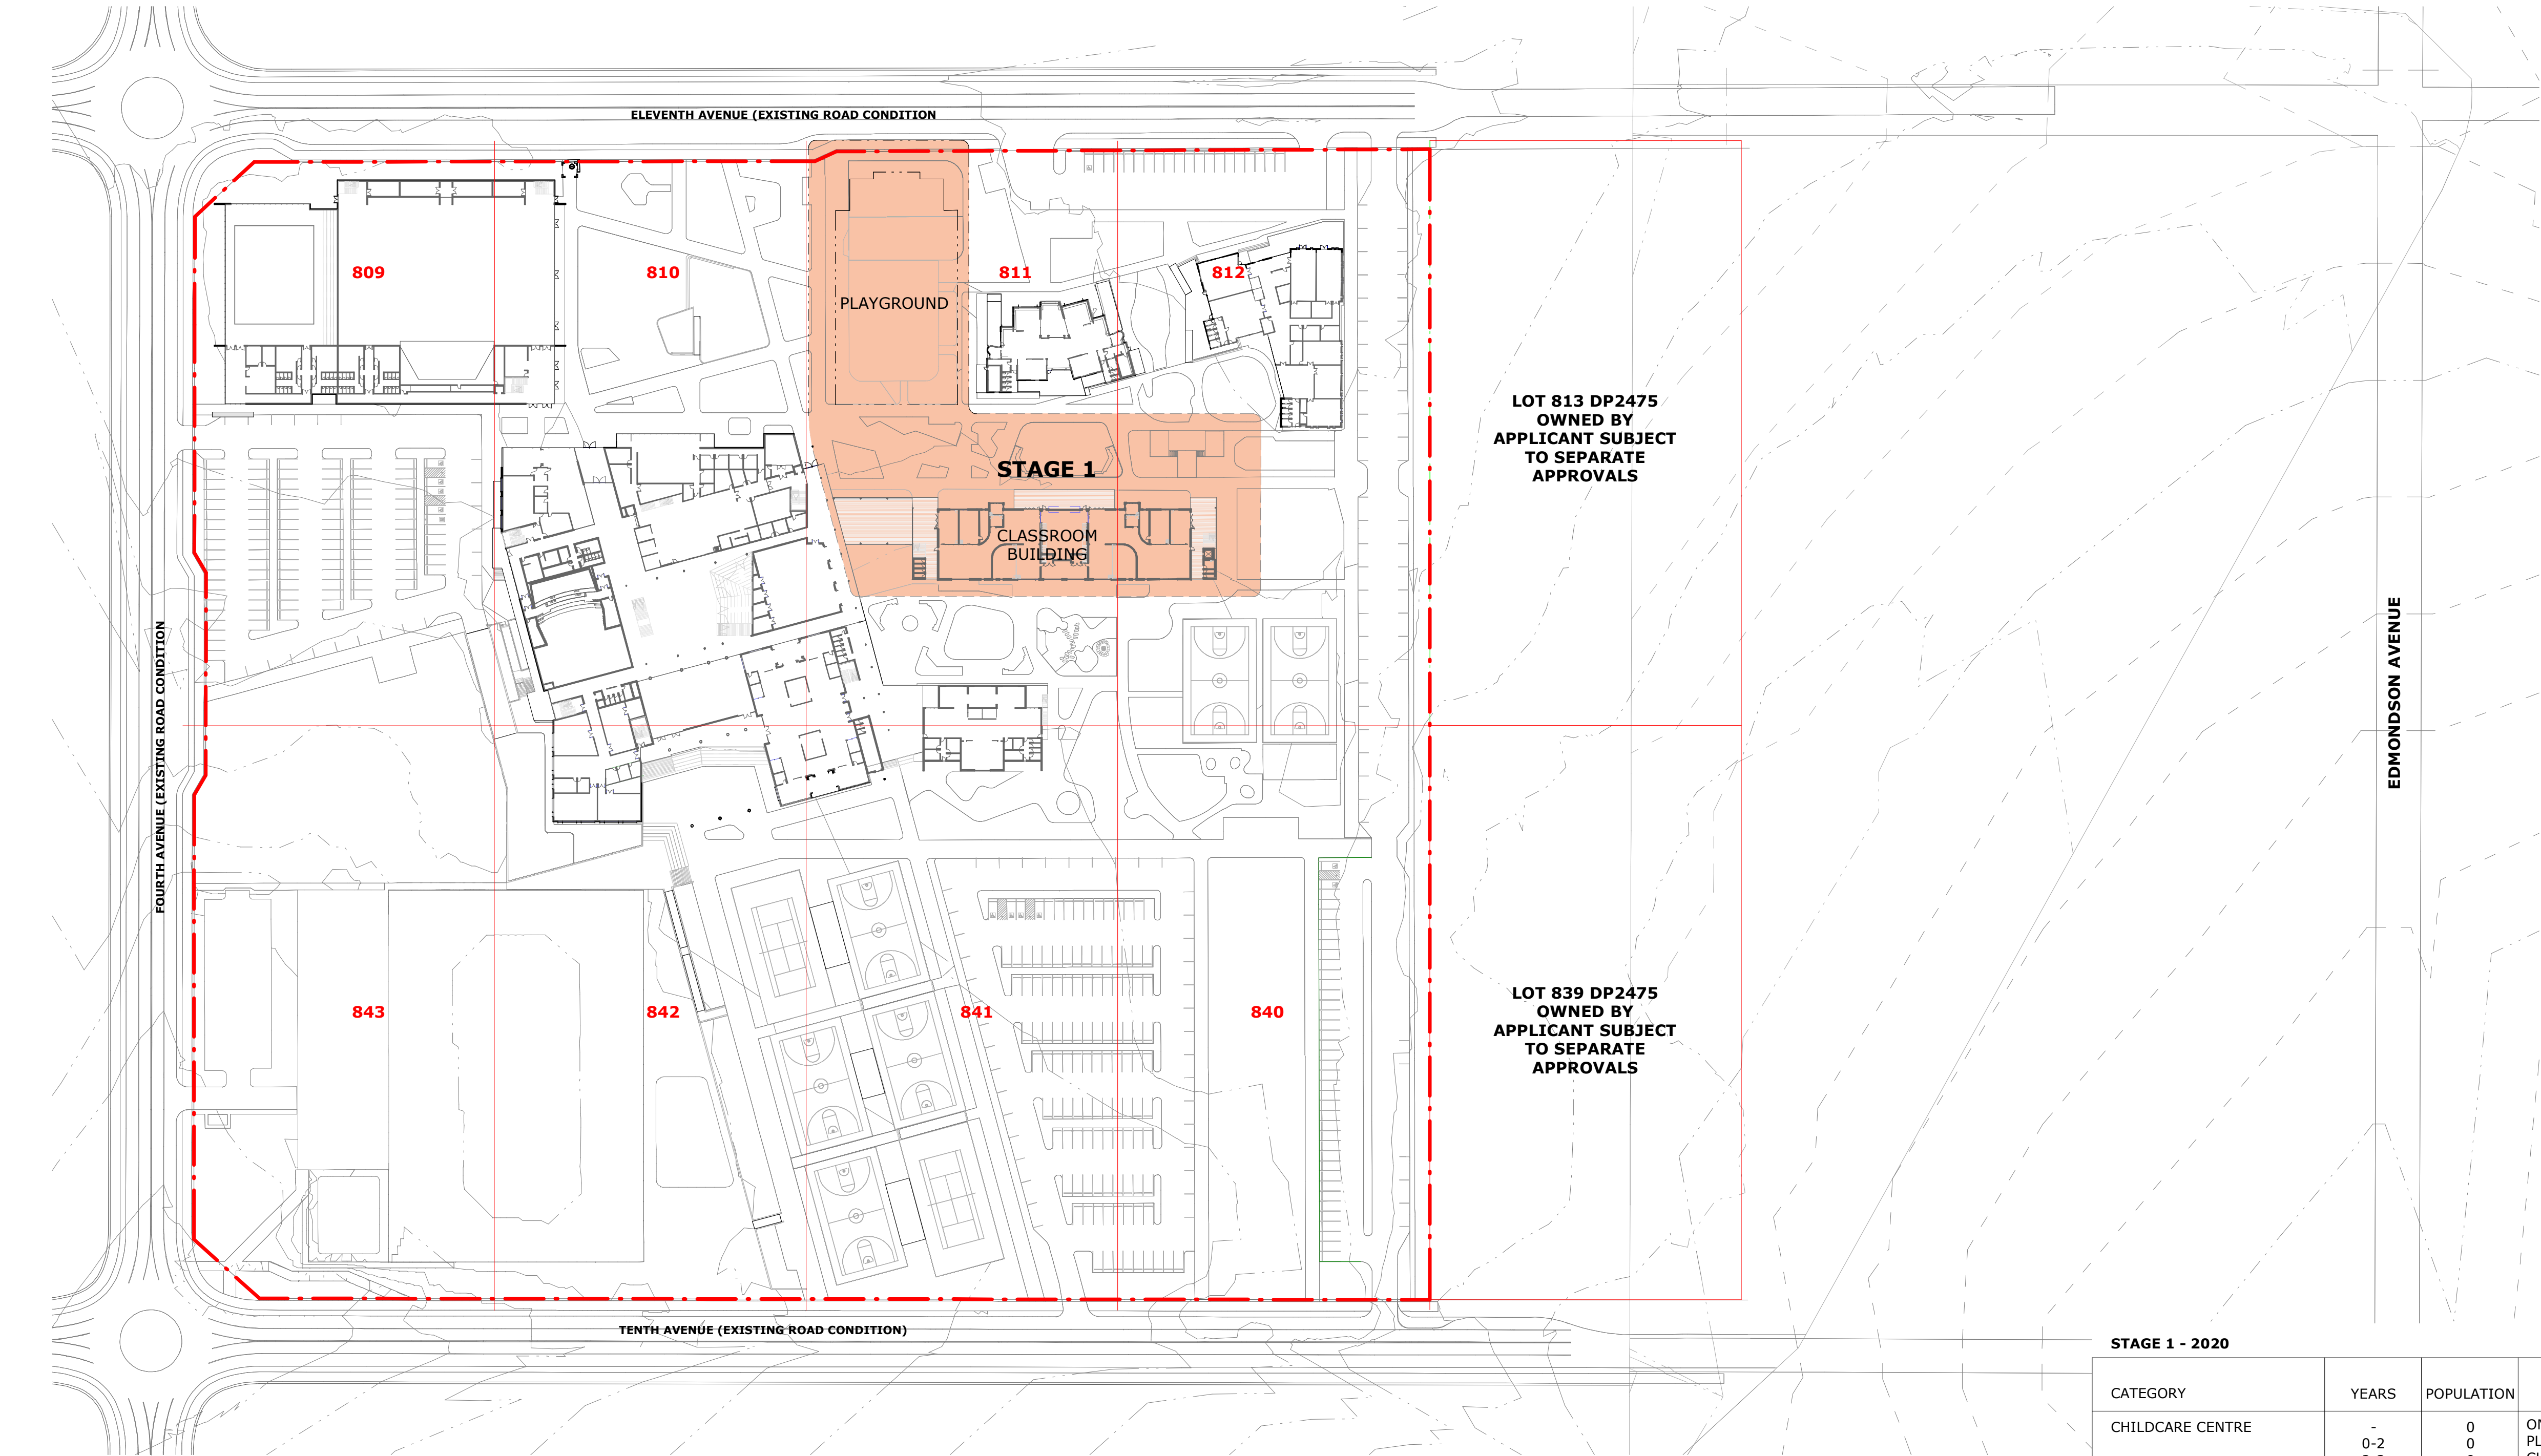 ELEVENTH AVENUE (EXISTING ROAD CONDITION
809
810
811
812
PLAYGROUND
LOT 813 DP2475
OWNED BY
APPLICANT SUBJECT
TO SEPARATE
APPROVALS
STAGE 1
CLASSROOM
BUILDING
FOURTH AVENUE (EXISTING ROAD CONDITION
EDMONDSON AVENUE
843
842
841
840
LOT 839 DP2475
OWNED BY
APPLICANT SUBJECT
TO SEPARATE
APPROVALS
TENTH AVENUE (EXISTING ROAD CONDITION)
STAGE 1 - 2020
CATEGORY YEARS POPULATION
CHILDCARE CENTRE - 0
0-2 0